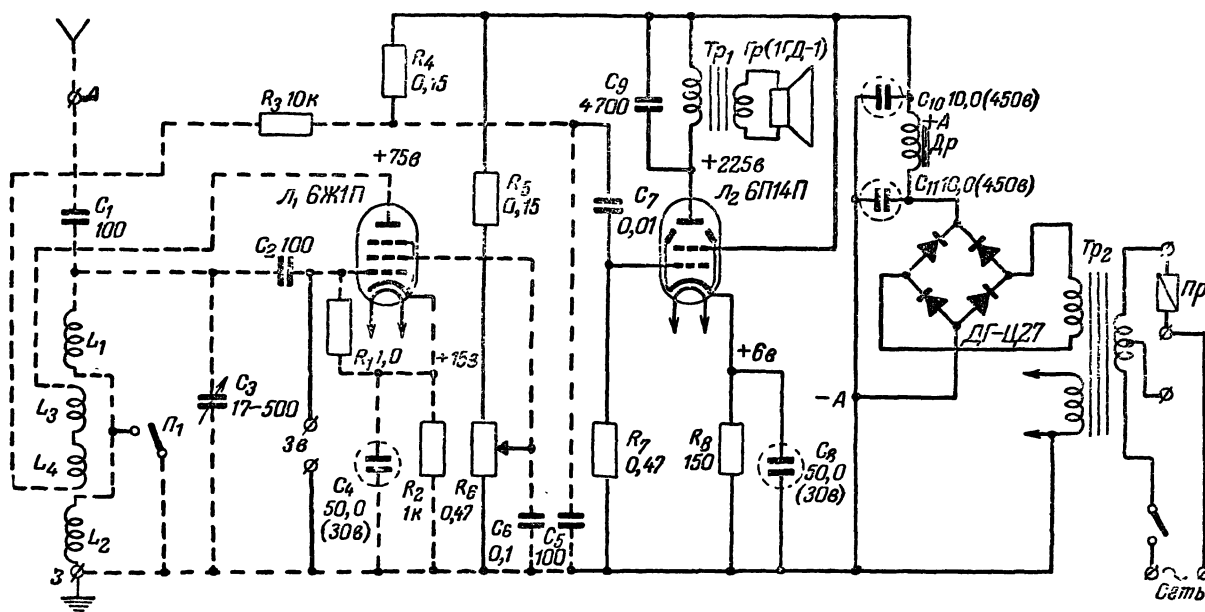 А
R3 10к
R4
0,15
C9
4700
Тр1
Гр(1ГД-1)
C10 10,0(450в)
+А
Др
C11 10,0(450в)
+75в
Л1 6Ж1П
R5
0,15
C7
0,01
+225в
Л2 6П14П
C1
100
C2 100
Тр2
Пр
ДГ-Ц27
L1
R1 1,0
+1,5в
+6в
-А
C3
17-500
L3
П1
Зв
L4
R7
0,47
R8
150
C8
50,0
(30в)
C4
50,0
(30в)
R2
1к
R6
0,47
C6
0,1
C5
100
L2
З
Сеть